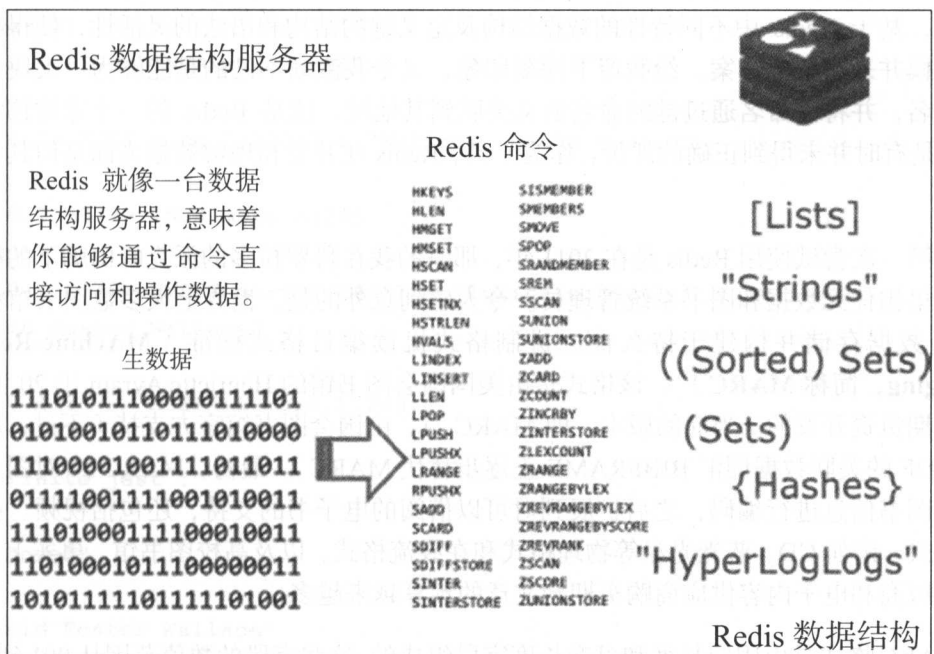 Redis 数据结构服务器
Redis 就像一台数据
结构服务器，意味着
你能够通过命令直
接访问和操作数据。
生数据
11101011100010111101
01010010110111010000
11100001001111011011
01111001111001010011
11101000111110001011
11010001011100000011
10101111101111101001
Redis 命令
HKEYS
HLEN
HMGET
HMSET
HSCAN
HSET
HSETNX
HSTRLEN
HVALS
LINDEX
LINSERT
LLEN
LPOP
LPUSH
LPUSHX
LRANGE
RPUSHX
SADD
SCARD
SDIFF
SDIFFSTORE
SINTER
SINTERSTORE
SISMEMBER
SMEMBERS
SMOVE
SPOP
SRANDMEMBER
SREM
SSCAN
SUNION
SUNIONSTORE
ZADD
ZCARD
ZCOUNT
ZINCRBY
ZINTERSTORE
ZLEXCOUNT
ZRANGE
ZRANGEBYLEX
ZREVRANGEBYLEX
ZREVRANGEBYSCORE
ZREVRANK
ZSCAN
ZSCORE
ZUNIONSTORE
[Lists]
"Strings"
((Sorted) Sets)
(Sets)
{Hashes}
"HyperLogLogs"
Redis 数据结构